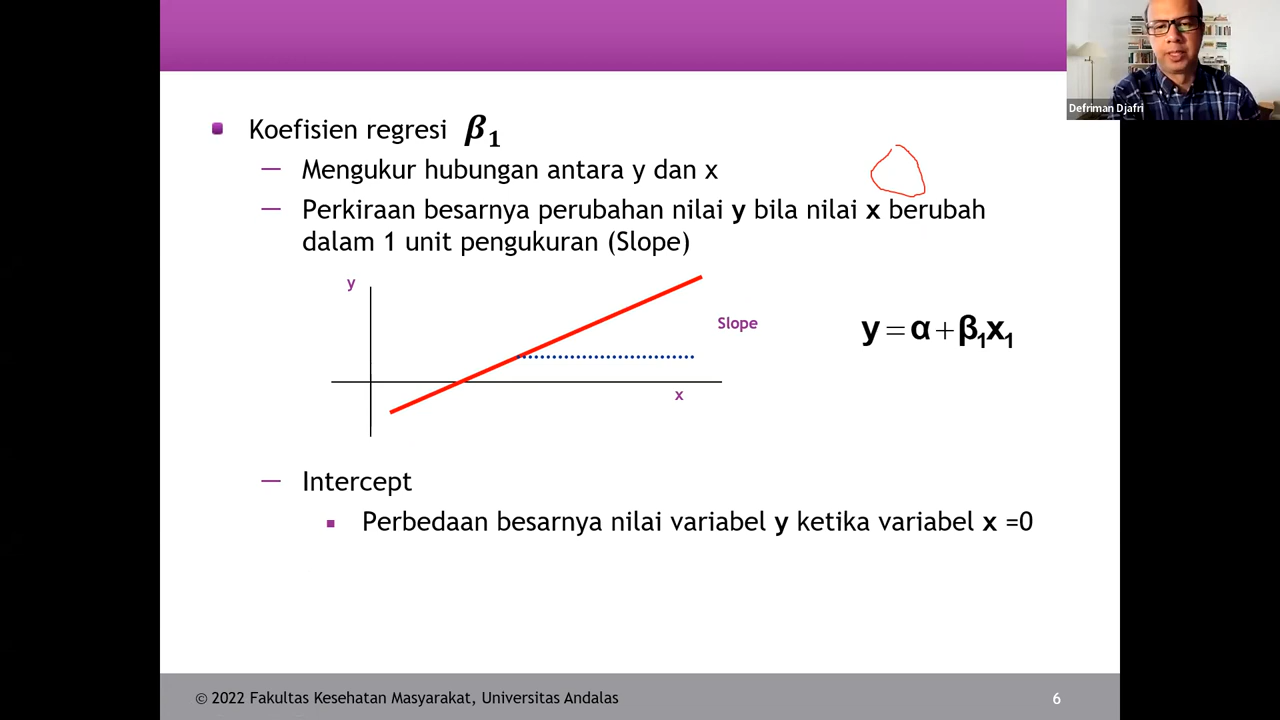 Defriman Djafri
Koefisien regresi β₁
— Mengukur hubungan antara y dan x
— Perkiraan besarnya perubahan nilai y bila nilai x berubah
dalam 1 unit pengukuran (Slope)
y
Slope
y = α + β₁x₁
x
— Intercept
Perbedaan besarnya nilai variabel y ketika variabel x =0
© 2022 Fakultas Kesehatan Masyarakat, Universitas Andalas
6